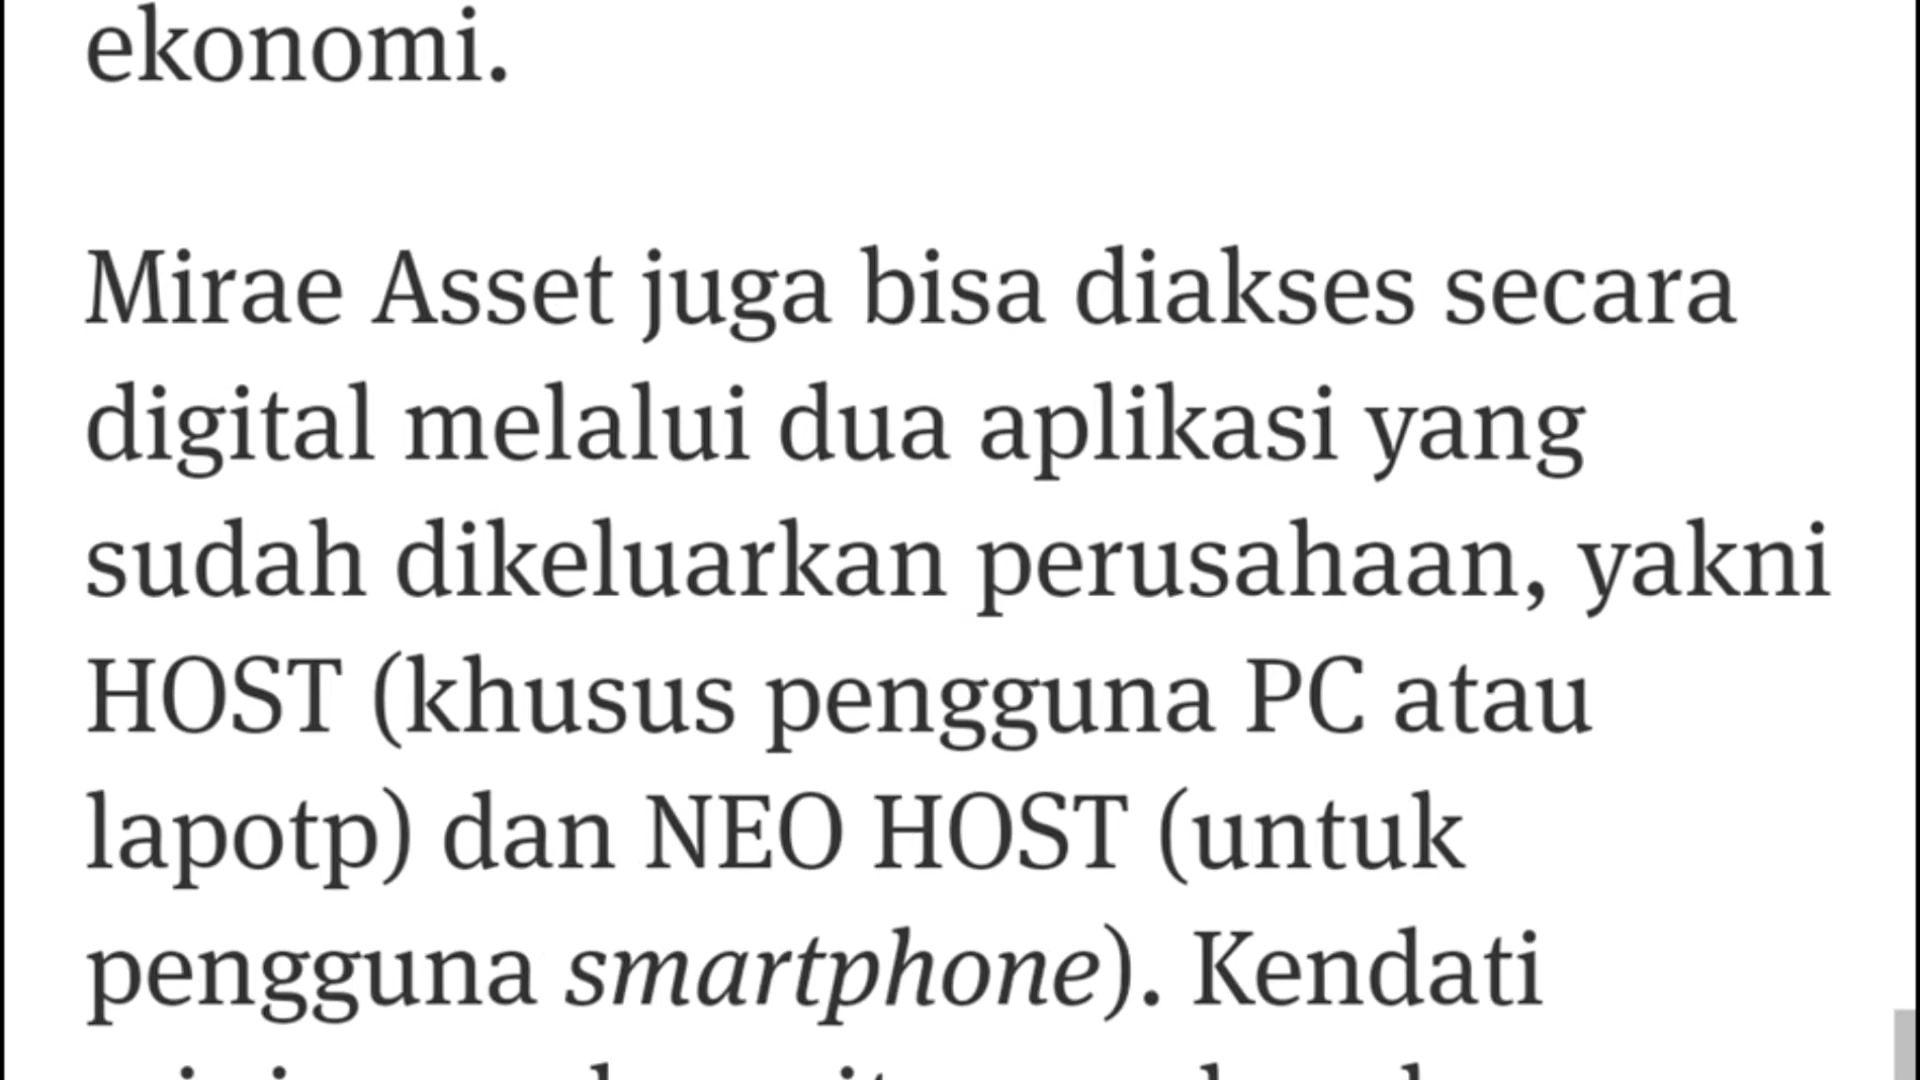 ekonomi.
Mirae Asset juga bisa diakses secara
digital melalui dua aplikasi yang
sudah dikeluarkan perusahaan, yakni
HOST (khusus pengguna PC atau
lapotp) dan NEO HOST (untuk
pengguna smartphone). Kendati